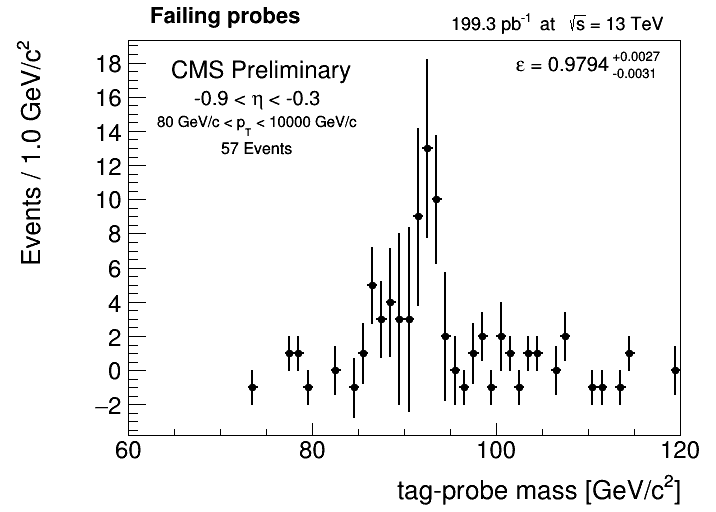 Failing probes
199.3 pb⁻¹ at √s = 13 TeV
CMS Preliminary
ε = 0.9794 +0.0027 -0.0031
-0.9 < η < -0.3
80 GeV/c < p_T < 10000 GeV/c
57 Events
Events / 1.0 GeV/c²
18
16
14
12
10
8
6
4
2
0
−2
60 80 100 120
tag-probe mass [GeV/c²]